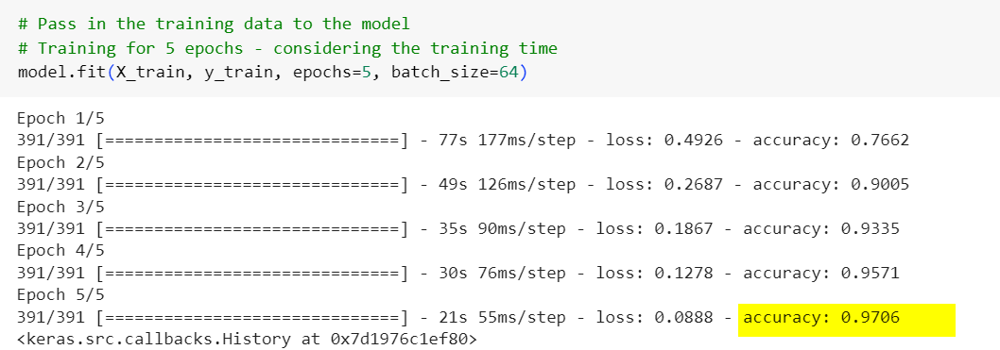 # Pass in the training data to the model
# Training for 5 epochs - considering the training time
model.fit(X_train, y_train, epochs=5, batch_size=64)
Epoch 1/5
391/391 [==============================] - 77s 177ms/step - loss: 0.4926 - accuracy: 0.7662
Epoch 2/5
391/391 [==============================] - 49s 126ms/step - loss: 0.2687 - accuracy: 0.9005
Epoch 3/5
391/391 [==============================] - 35s 90ms/step - loss: 0.1867 - accuracy: 0.9335
Epoch 4/5
391/391 [==============================] - 30s 76ms/step - loss: 0.1278 - accuracy: 0.9571
Epoch 5/5
391/391 [==============================] - 21s 55ms/step - loss: 0.0888 - accuracy: 0.9706
<keras.src.callbacks.History at 0x7d1976c1ef80>